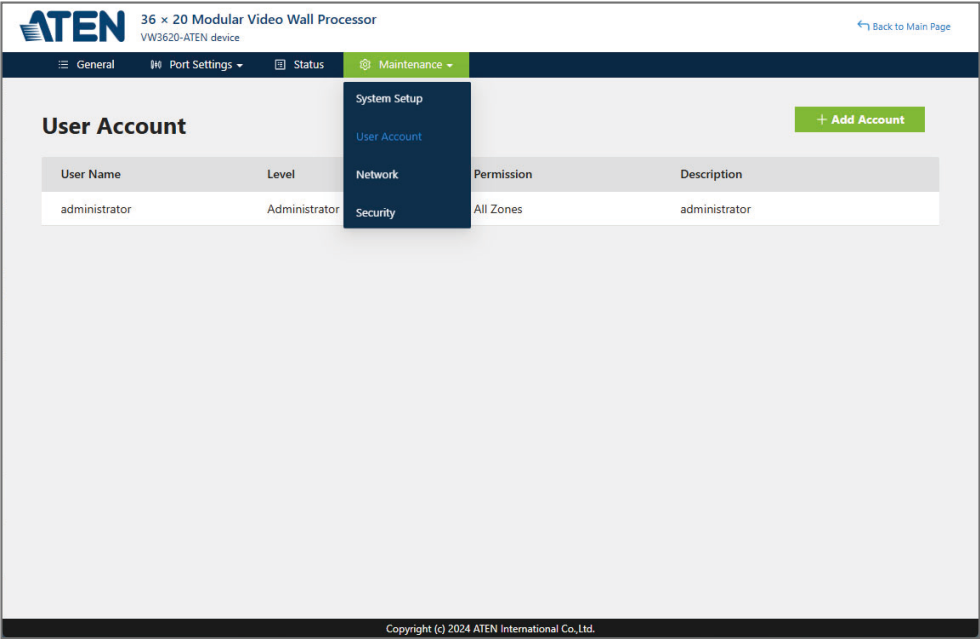 ATEN
36 × 20 Modular Video Wall Processor
VW3620-ATEN device
Back to Main Page
General Port Settings Status Maintenance
System Setup
User Account
Network
Security
User Account
+ Add Account
User Name Level Permission Description
administrator Administrator All Zones administrator
Copyright (c) 2024 ATEN International Co.,Ltd.